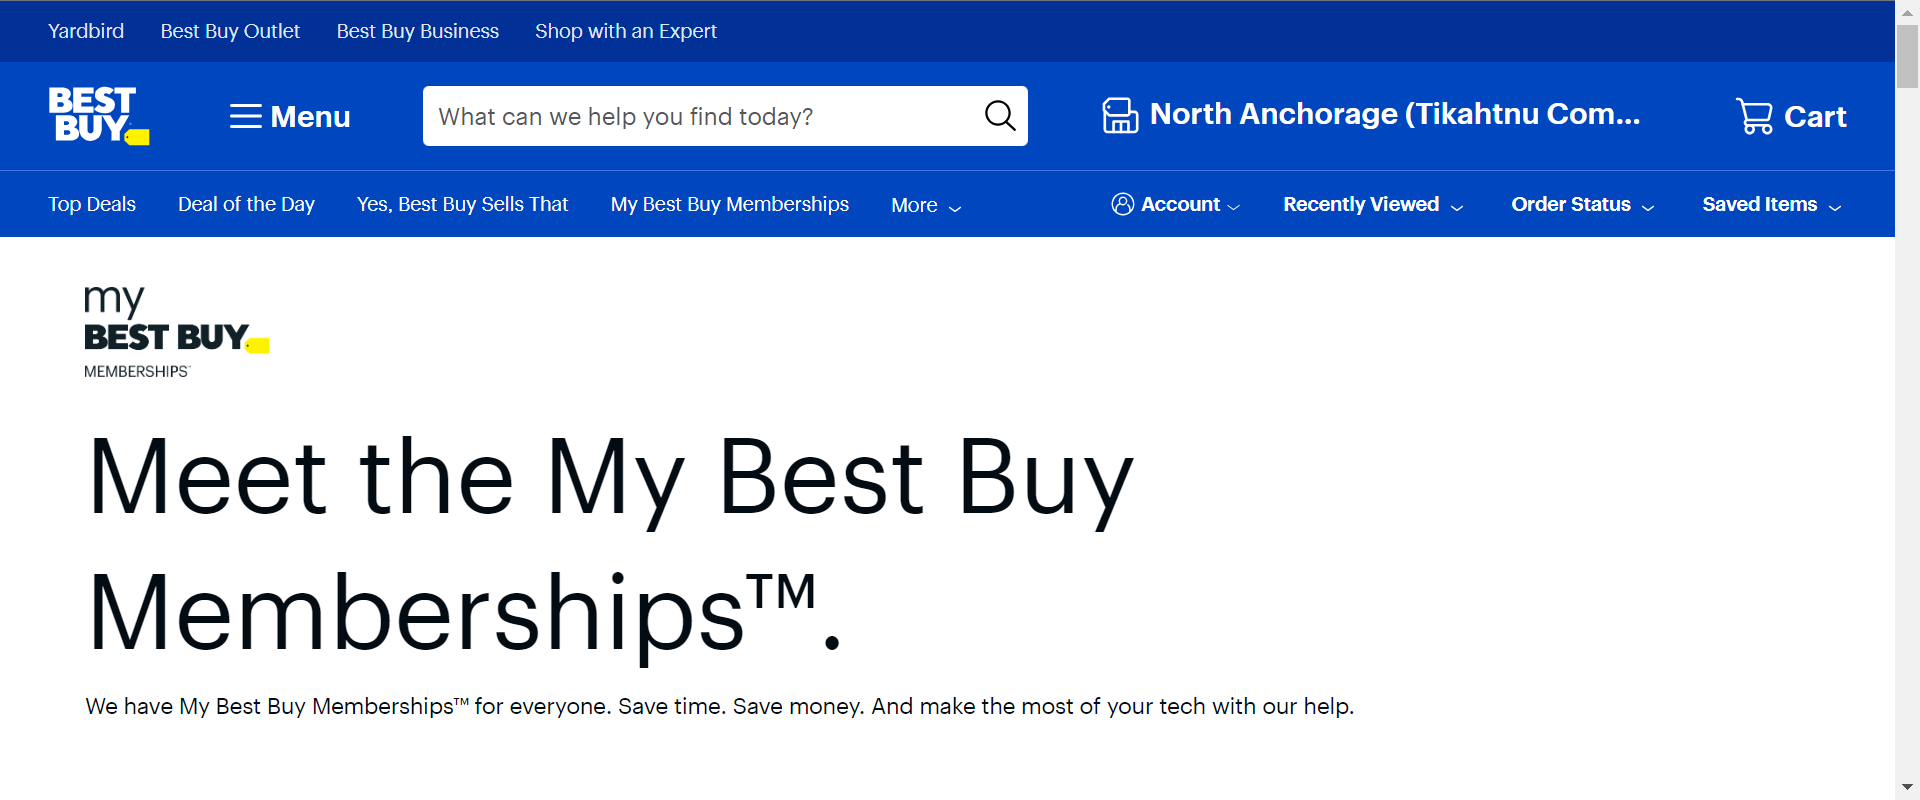 Yardbird Best Buy Outlet Best Buy Business Shop with an Expert
BEST
BUY
Menu
What can we help you find today?
North Anchorage (Tikahtnu Com...
Cart
Top Deals Deal of the Day Yes, Best Buy Sells That My Best Buy Memberships More Account Recently Viewed Order Status Saved Items
my
BEST BUY
MEMBERSHIPS™
Meet the My Best Buy
Memberships™.
We have My Best Buy Memberships™ for everyone. Save time. Save money. And make the most of your tech with our help.